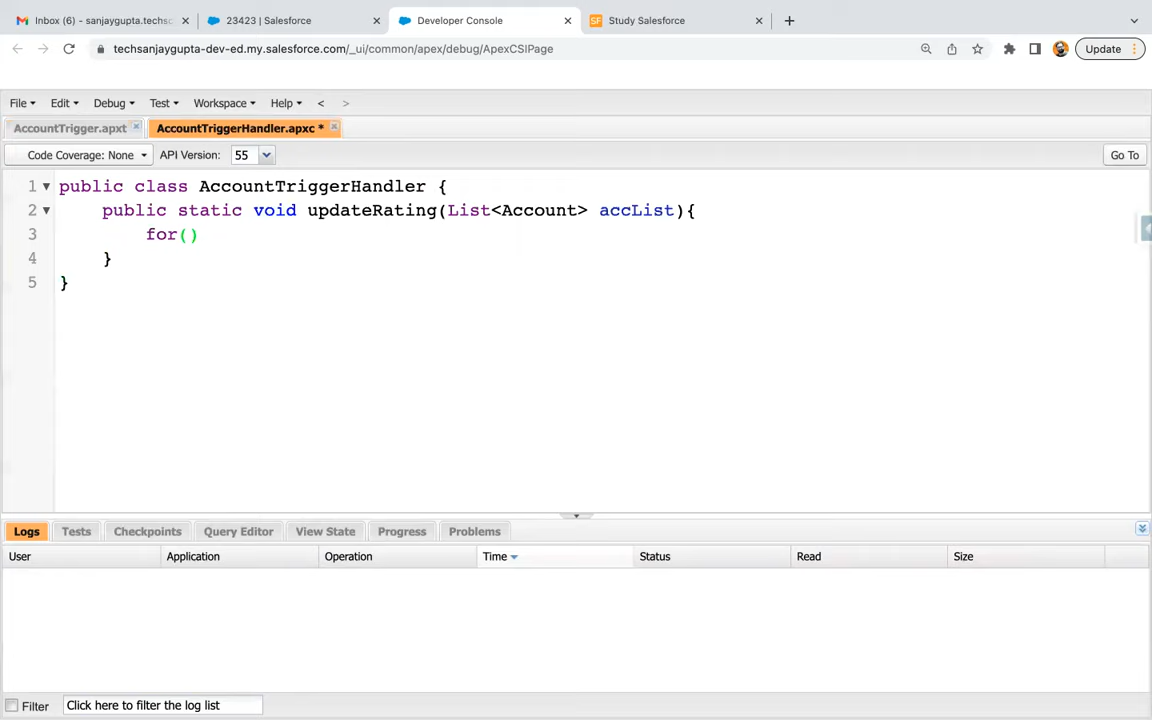 Inbox (6) - sanjaygupta.techsc
23423 | Salesforce
Developer Console
SF Study Salesforce
techsanjaygupta-dev-ed.my.salesforce.com/_ui/common/apex/debug/ApexCSIPage
Update
File Edit Debug Test Workspace Help < >
AccountTrigger.apxt AccountTriggerHandler.apxc *
Code Coverage: None API Version: 55 Go To
1 public class AccountTriggerHandler {
2 public static void updateRating(List<Account> accList){
3 for()
4 }
5 }
Logs Tests Checkpoints Query Editor View State Progress Problems
User Application Operation Time Status Read Size
Filter Click here to filter the log list